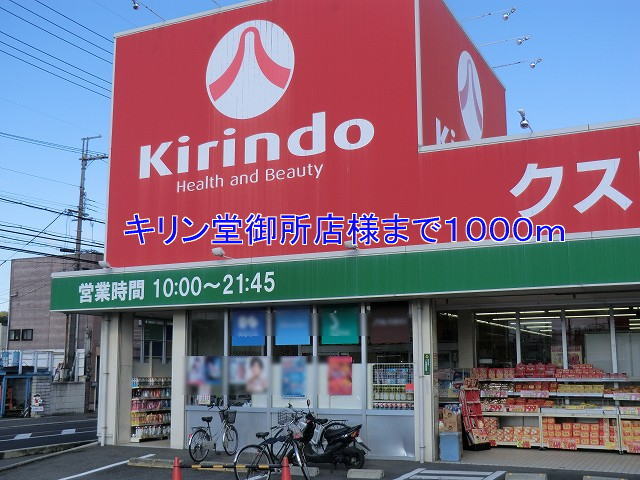 Kirindo
Health and Beauty
クス
キリン堂御所店様まで1000m
営業時間 10:00～21:45